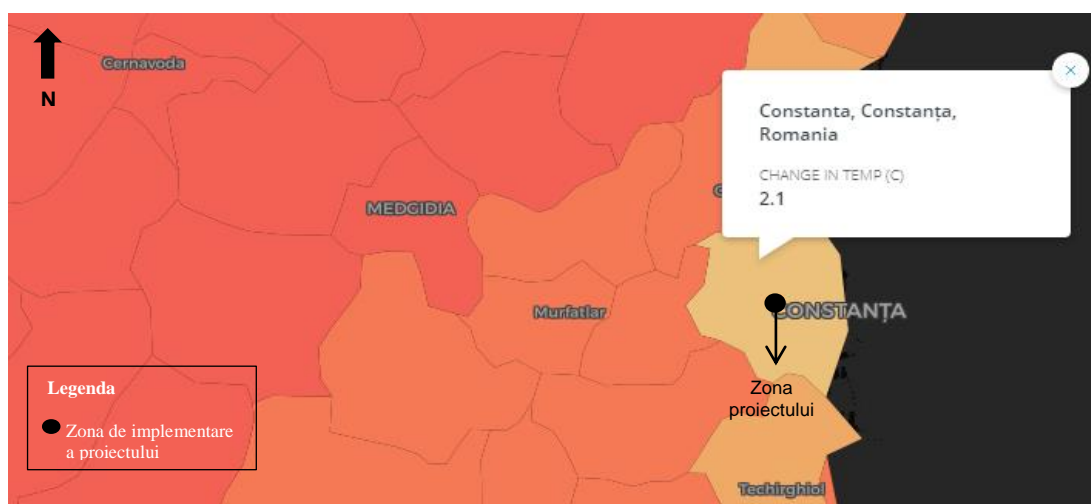 Cernavoda
N
Constanta, Constanța,
Romania
CHANGE IN TEMP (C)
2.1
MEDGIDIA
Murfatlar
CONSTANȚA
Zona
proiectului
Legenda
Zona de implementare
a proiectului
Techirghiol